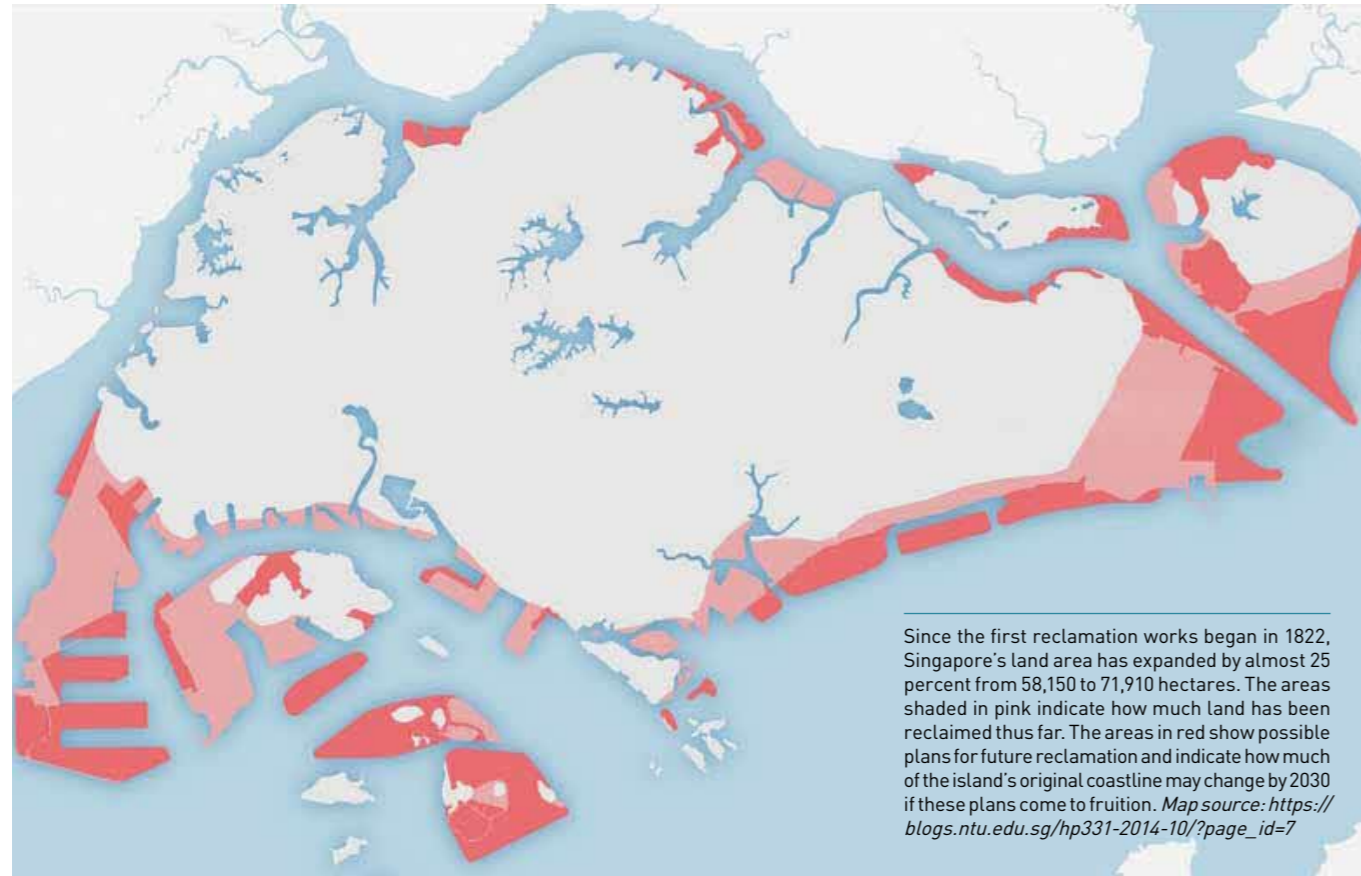 Since the first reclamation works began in 1822,
Singapore's land area has expanded by almost 25
percent from 58,150 to 71,910 hectares. The areas
shaded in pink indicate how much land has been
reclaimed thus far. The areas in red show possible
plans for future reclamation and indicate how much
of the island's original coastline may change by 2030
if these plans come to fruition. Map source: https://
blogs.ntu.edu.sg/hp331-2014-10/?page_id=7